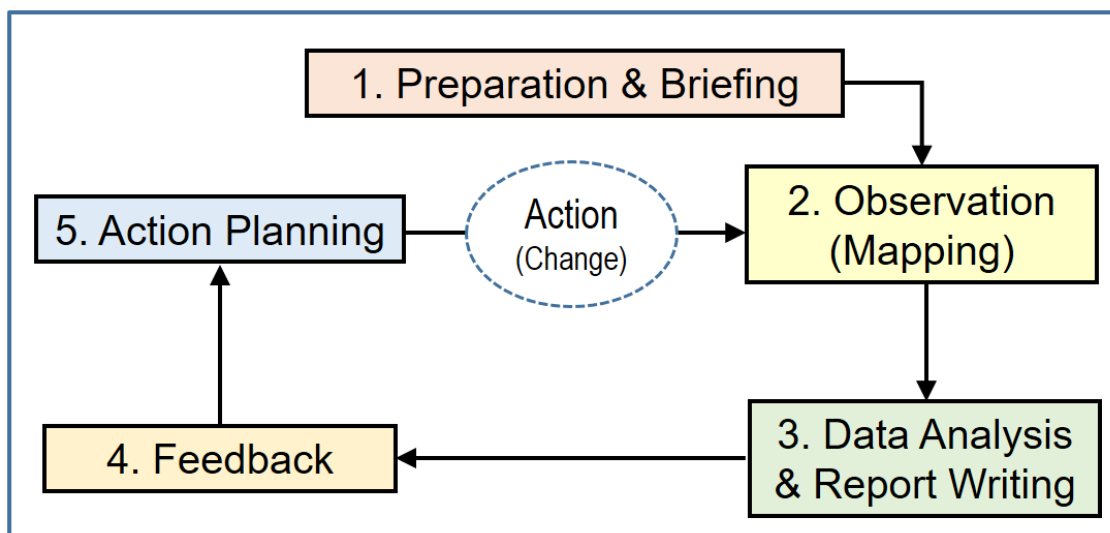 1. Preparation & Briefing
2. Observation
(Mapping)
3. Data Analysis
& Report Writing
4. Feedback
5. Action Planning
Action
(Change)